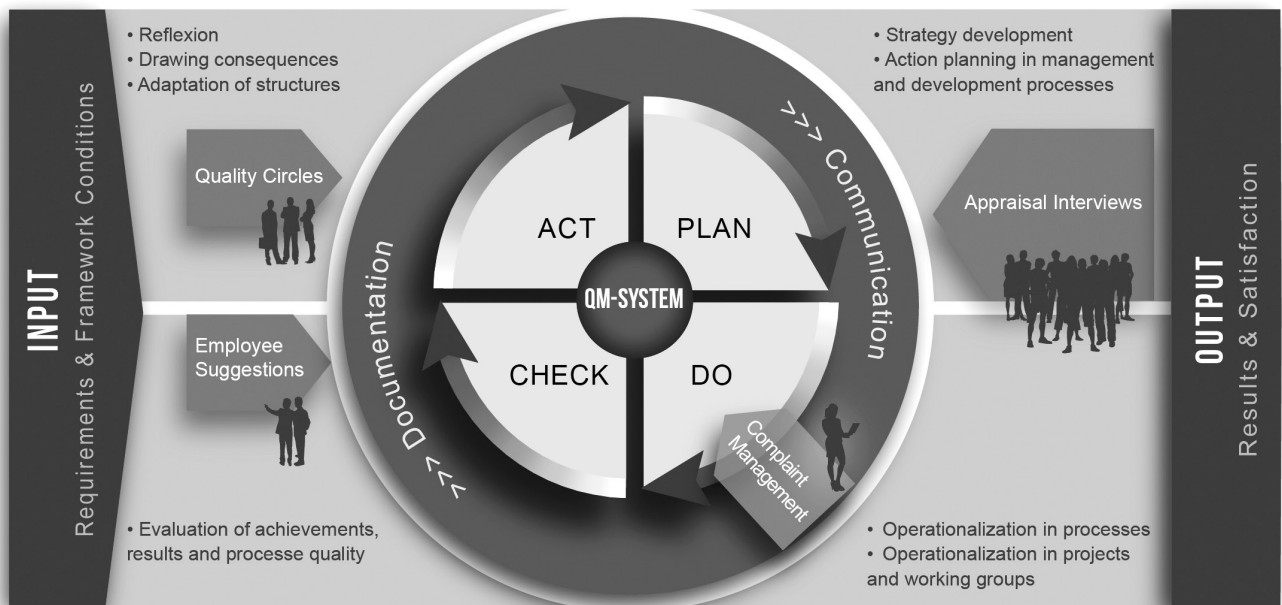 INPUT
Requirements & Framework Conditions
• Reflexion
• Drawing consequences
• Adaptation of structures
Quality Circles
Employee
Suggestions
• Evaluation of achievements,
results and processe quality
>>> Documentation
ACT
PLAN
QM-SYSTEM
CHECK
DO
>>> Communication
Complaint
Management
• Strategy development
• Action planning in management
and development processes
Appraisal Interviews
• Operationalization in processes
• Operationalization in projects
and working groups
OUTPUT
Results & Satisfaction